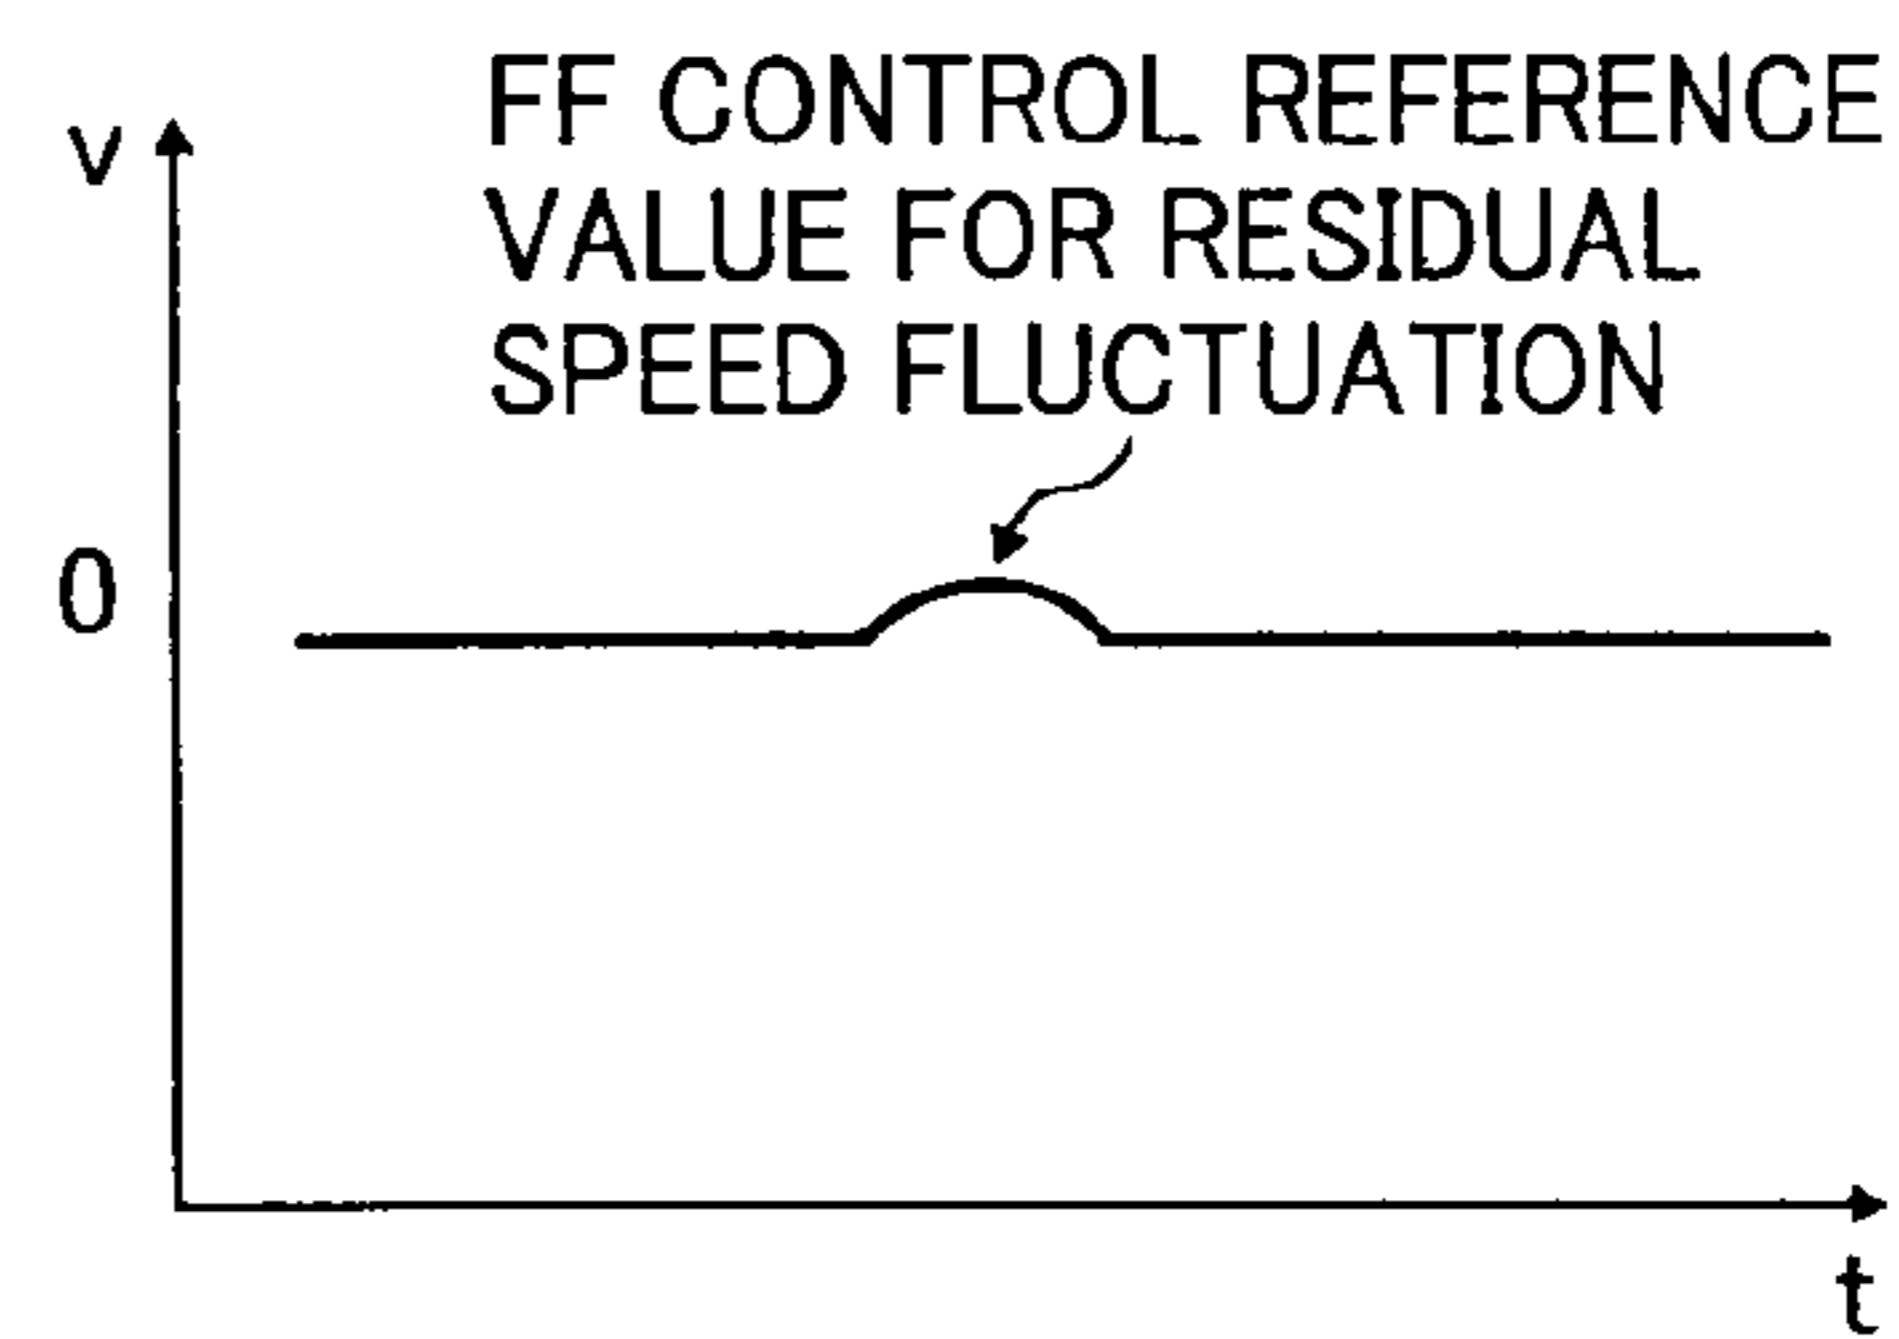 v
FF CONTROL REFERENCE
VALUE FOR RESIDUAL
SPEED FLUCTUATION
0
t